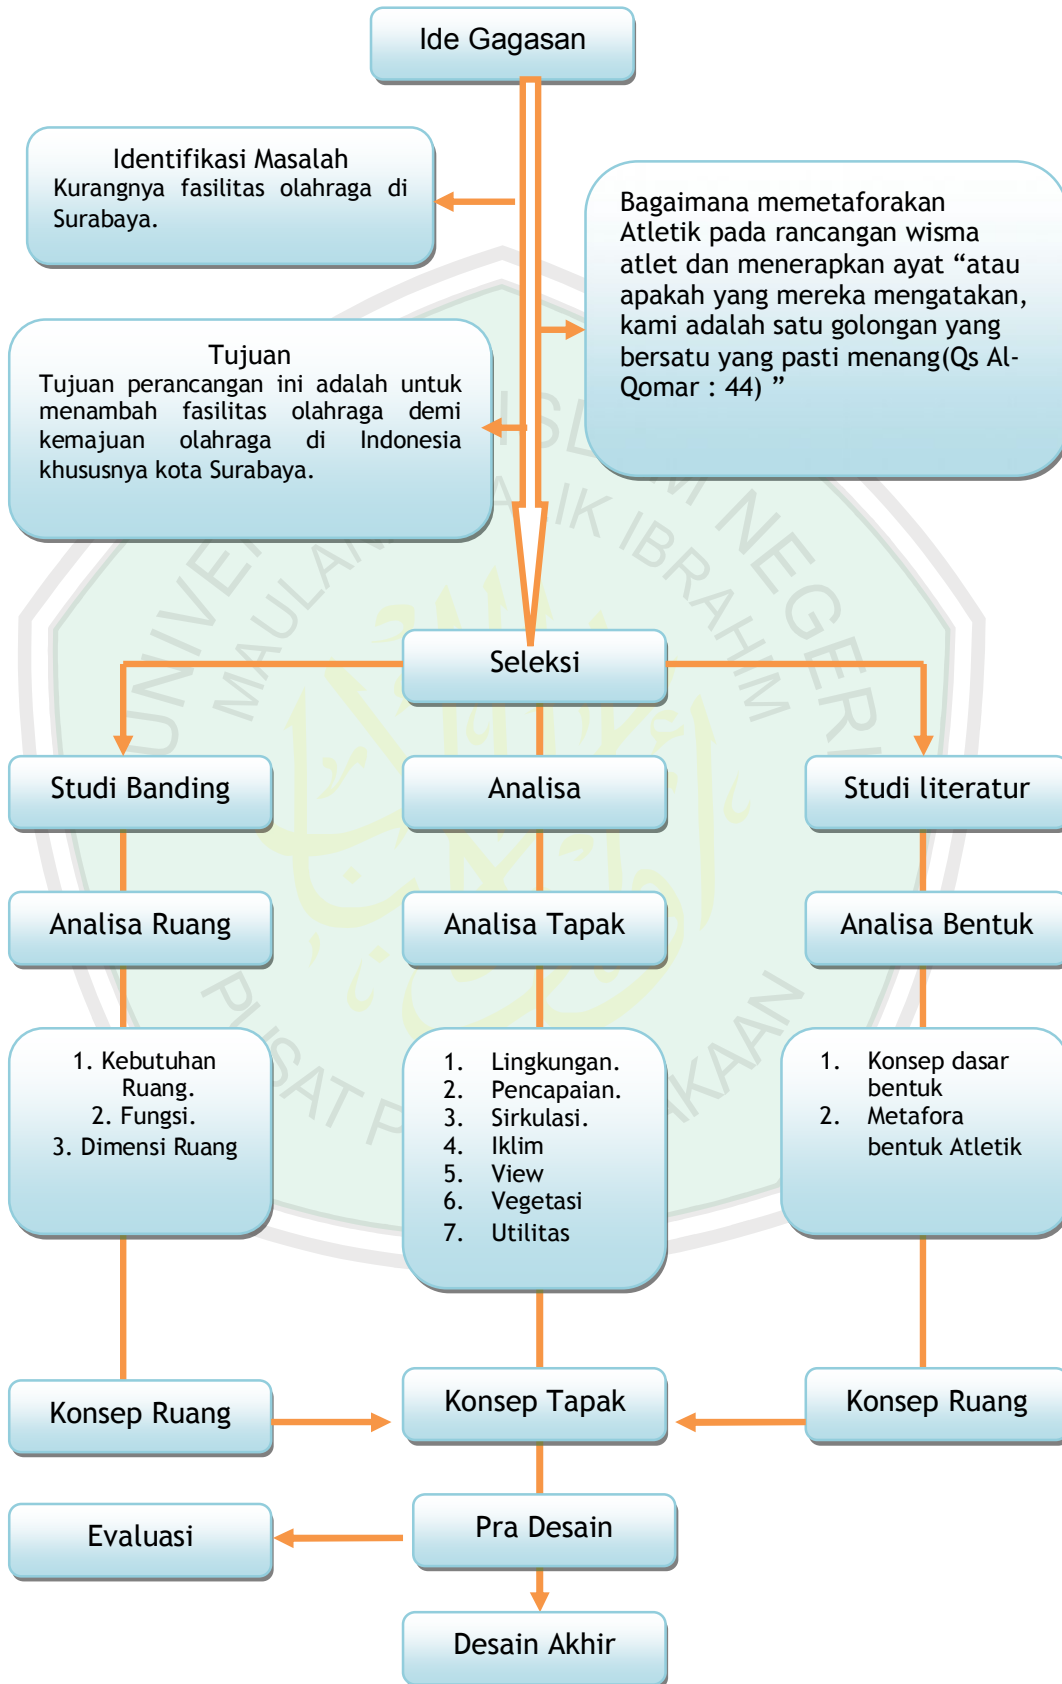 Ide Gagasan
Identifikasi Masalah
Kurangnya fasilitas olahraga di
Surabaya.
Bagaimana memetaforakan
Atletik pada rancangan wisma
atlet dan menerapkan ayat “atau
apakah yang mereka mengatakan,
kami adalah satu golongan yang
bersatu yang pasti menang(Qs Al-
Qomar : 44) ”
Tujuan
Tujuan perancangan ini adalah untuk
menambah fasilitas olahraga demi
kemajuan olahraga di Indonesia
khususnya kota Surabaya.
Seleksi
Studi Banding
Analisa
Studi literatur
Analisa Ruang
Analisa Tapak
Analisa Bentuk
1. Kebutuhan
Ruang.
2. Fungsi.
3. Dimensi Ruang
1. Lingkungan.
2. Pencapaian.
3. Sirkulasi.
4. Iklim
5. View
6. Vegetasi
7. Utilitas
1. Konsep dasar
bentuk
2. Metafora
bentuk Atletik
Konsep Ruang
Konsep Tapak
Konsep Ruang
Evaluasi
Pra Desain
Desain Akhir
NEGERI
IBRAHIM
PUSAT